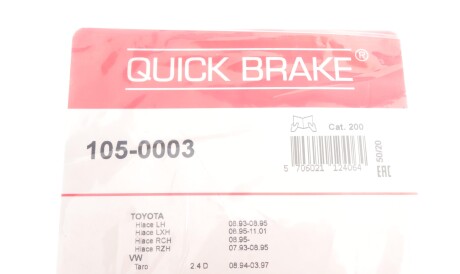 QUICK BRAKE®
105-0003
Cat. 200
5 706021 124064
50/20
EAC
TOYOTA
Hiace LH 08.93-08.95
Hiace LXH 08.95-11.01
Hiace RCH 08.95-
Hiace RZH 07.93-08.95
VW
Taro 2.4 D 08.94-03.97